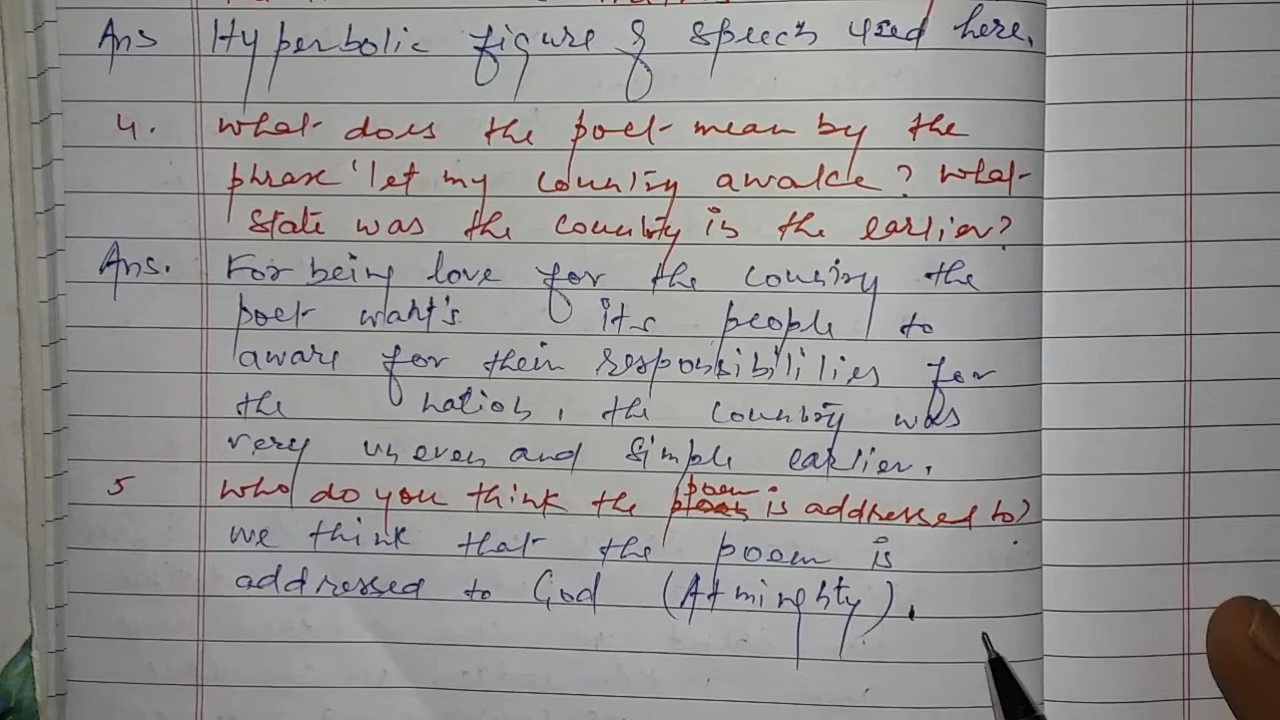 Ans Hyperbolic figure of speech used here.
4. What does the poet mean by the
phrase 'let my country awake? What
state was the country is the earlier?
Ans. For being love for the country the
poet want's its people to
aware for their responsibilities for
the nation, the country was
very uneven and simple earlier.
5 Who do you think the poem is addressed to?
we think that the poem is
addressed to God (Almighty).